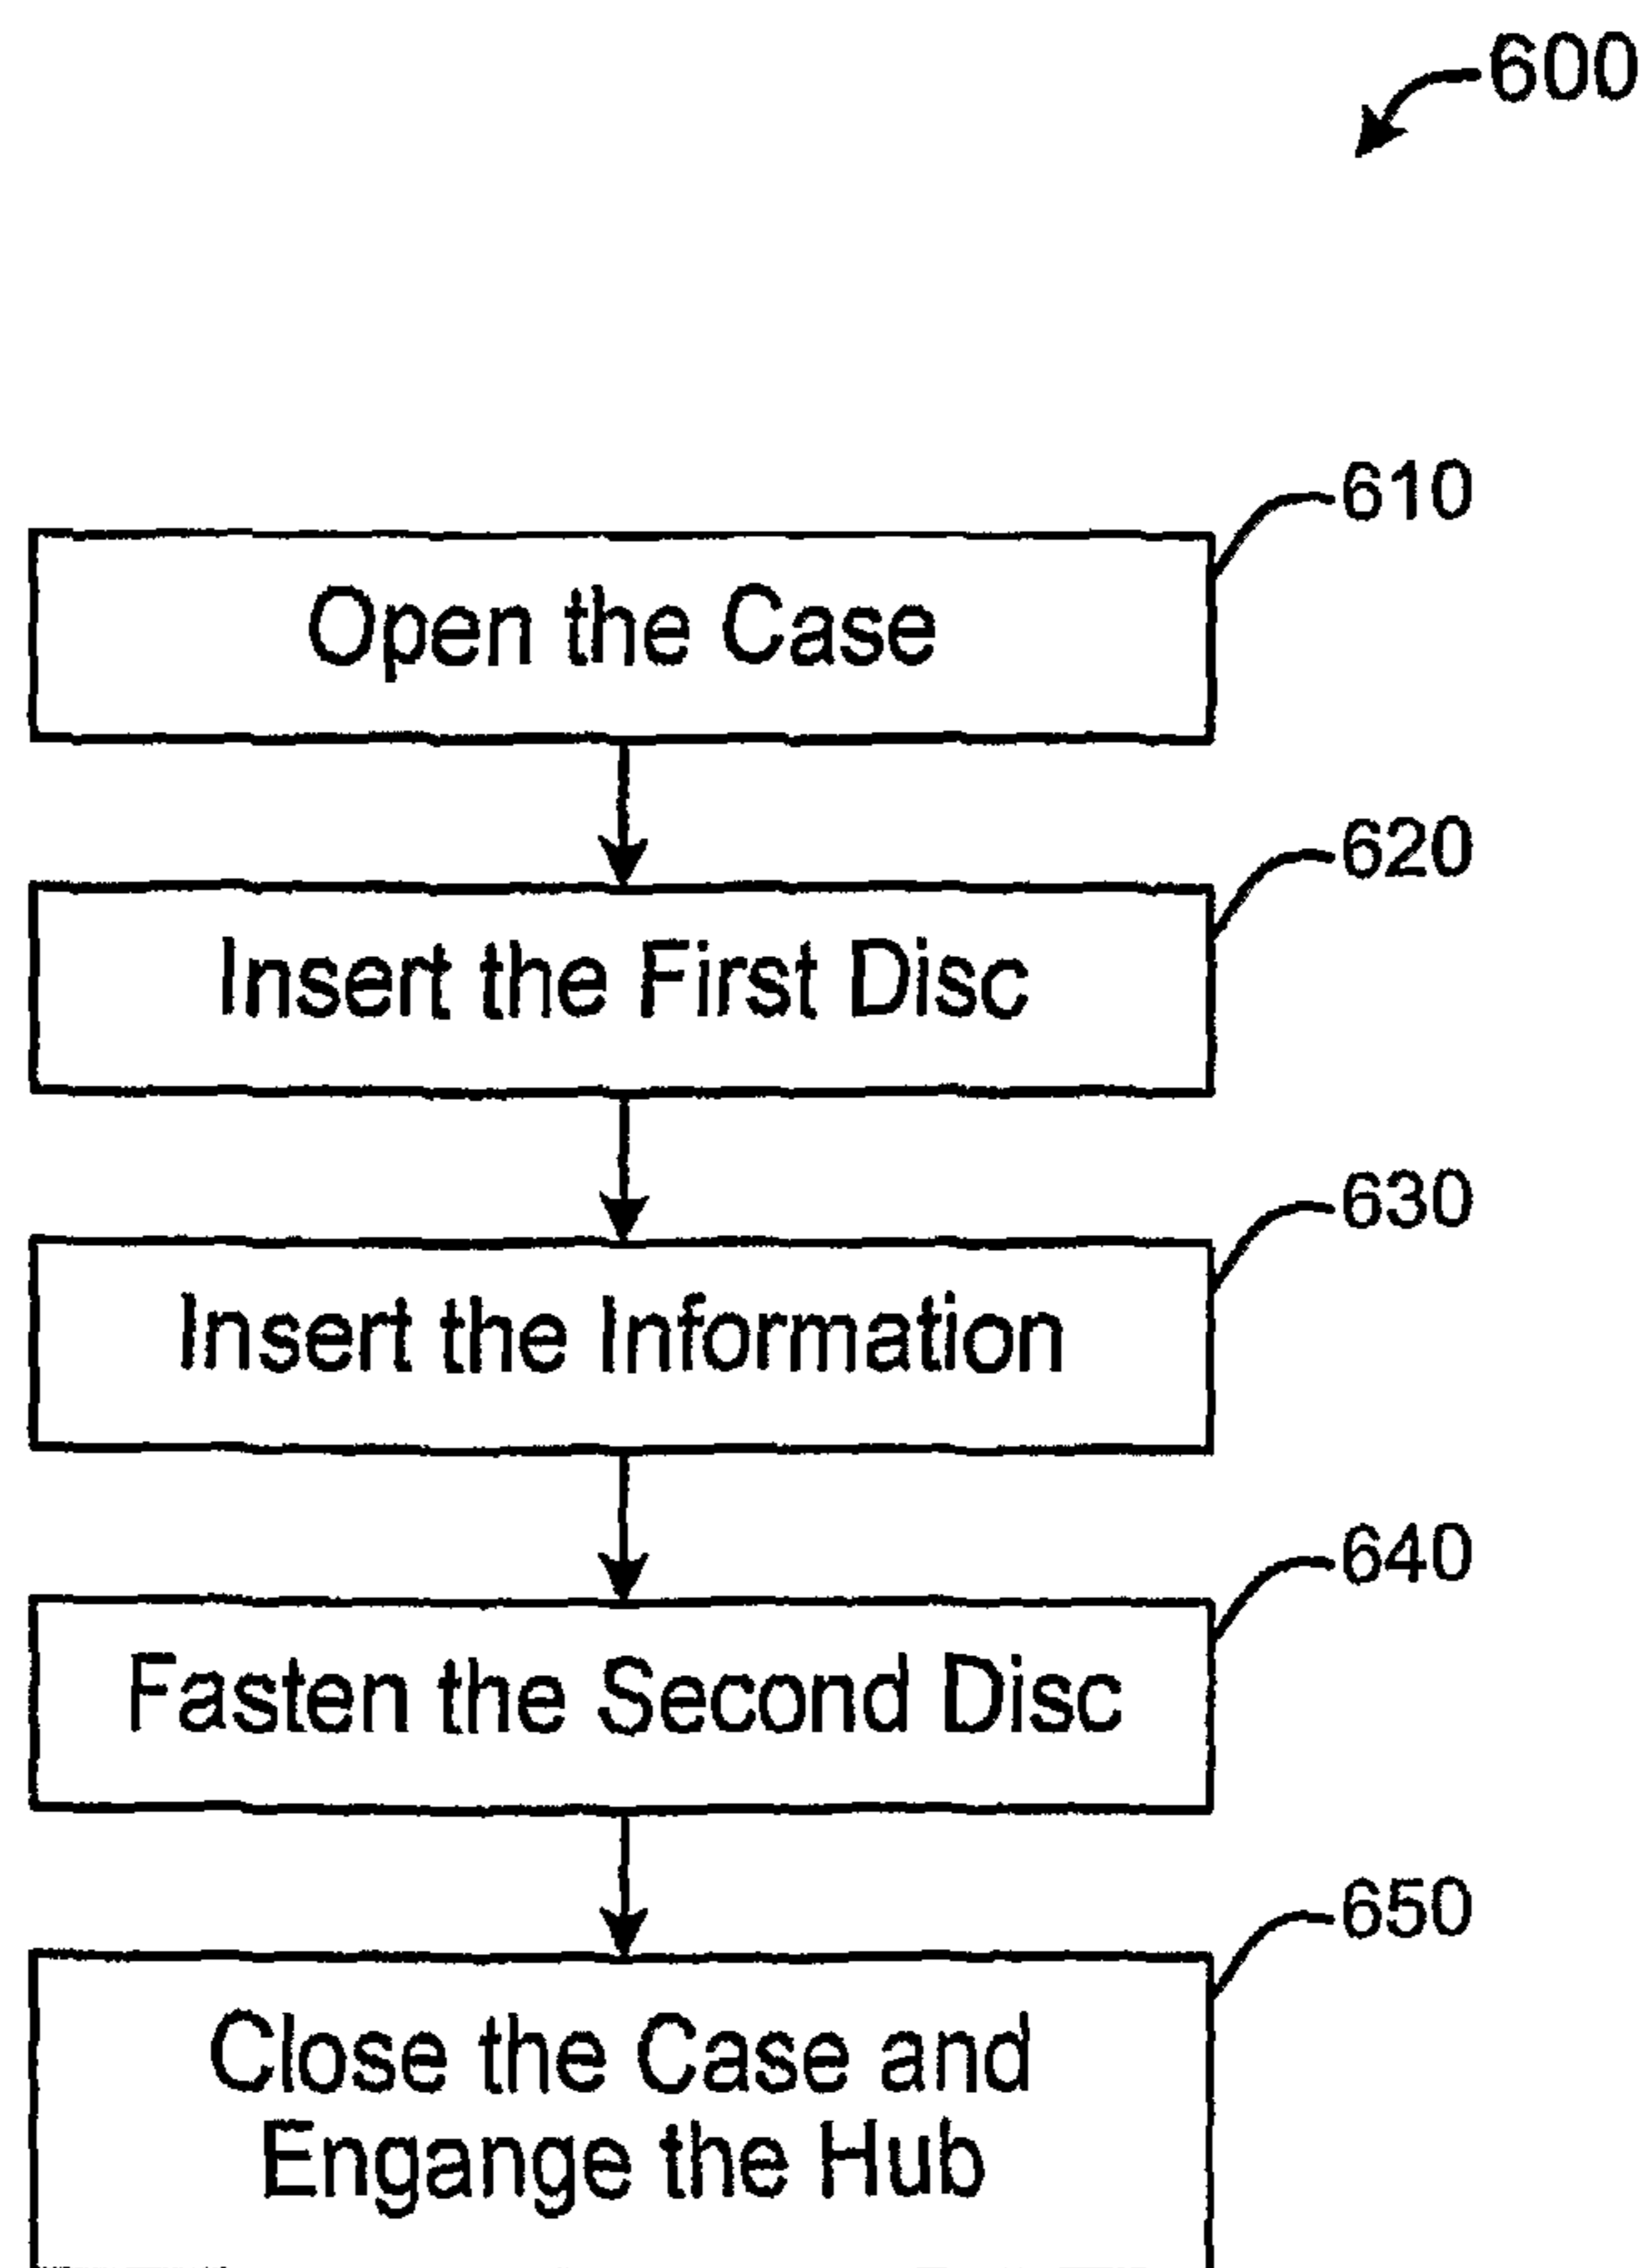 600
610
Open the Case
620
Insert the First Disc
630
Insert the Information
640
Fasten the Second Disc
650
Close the Case and
Engange the Hub